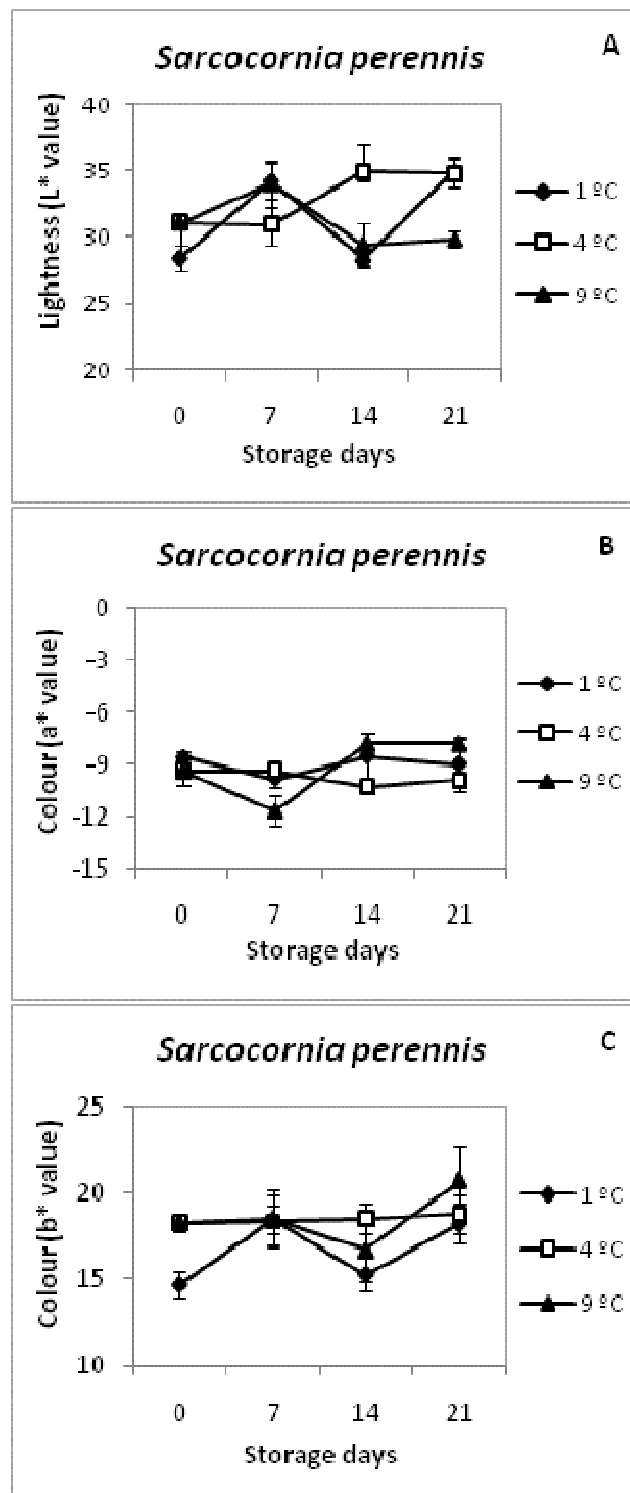 Sarcocornia perennis
A
40
35
30
25
20
Lightness (L* value)
0 7 14 21
Storage days
1 ºC
4 ºC
9 ºC
Sarcocornia perennis
B
0
-3
-6
-9
-12
-15
Colour (a* value)
0 7 14 21
Storage days
1 ºC
4 ºC
9 ºC
Sarcocornia perennis
C
25
20
15
10
Colour (b* value)
0 7 14 21
Storage days
1 ºC
4 ºC
9 ºC